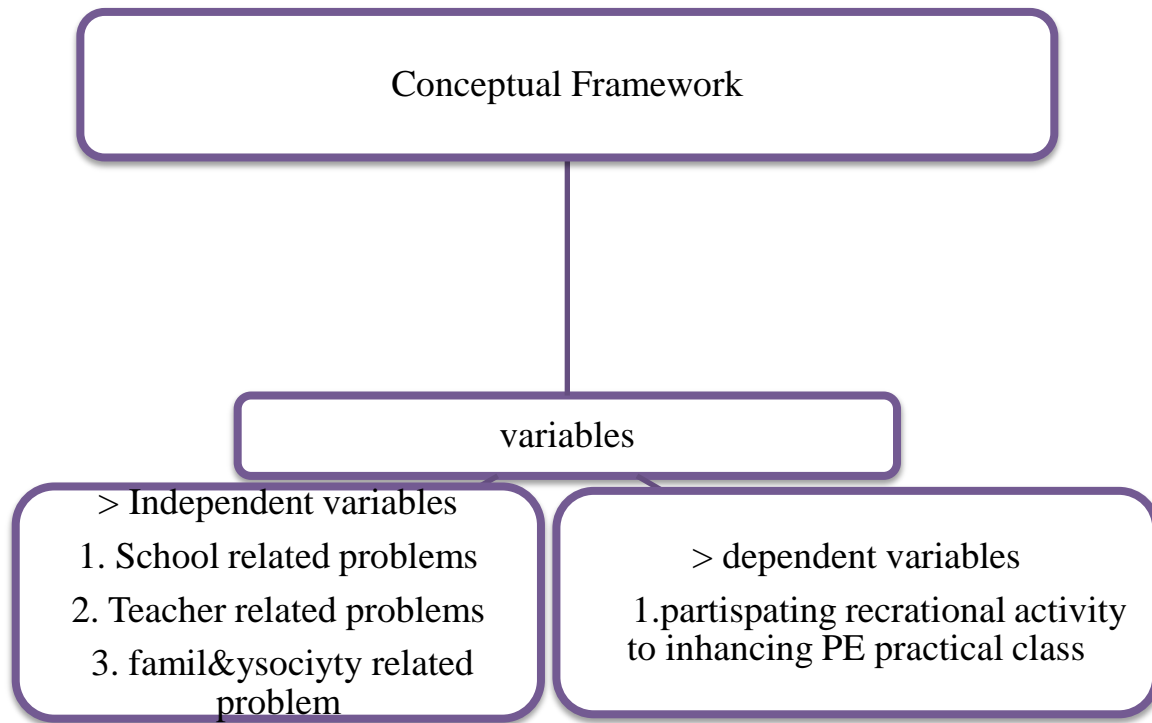 Conceptual Framework
variables
> Independent variables
1. School related problems
2. Teacher related problems
3. famil&ysociyty related
problem
> dependent variables
1.partispating recrational activity
to inhancing PE practical class